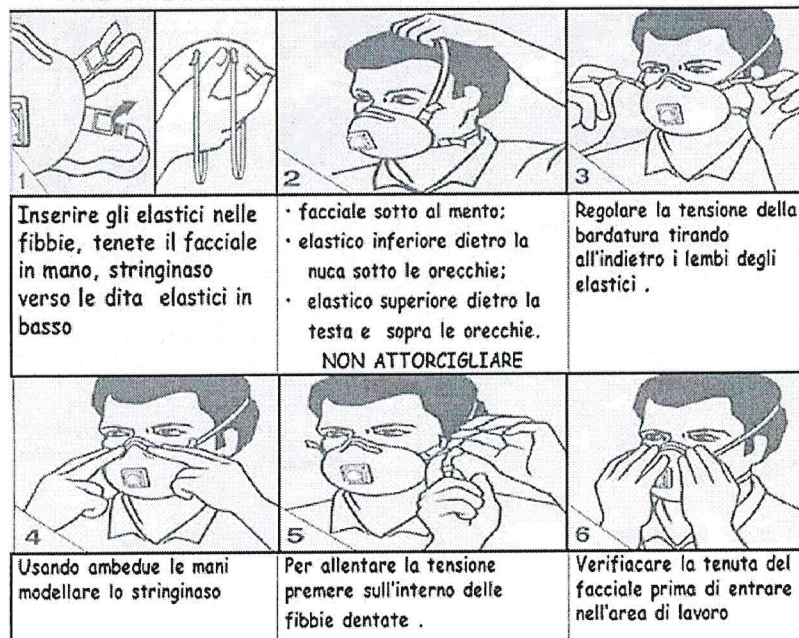 1
2
3
Inserire gli elastici nelle
fibbie, tenete il facciale
in mano, stringinaso
verso le dita elastici in
basso
· facciale sotto al mento;
· elastico inferiore dietro la
nuca sotto le orecchie;
· elastico superiore dietro la
testa e sopra le orecchie.
NON ATTORCIGLIARE
Regolare la tensione della
bardatura tirando
all'indietro i lembi degli
elastici .
4
5
6
Usando ambedue le mani
modellare lo stringinaso
Per allentare la tensione
premere sull'interno delle
fibbie dentate .
Verifiacare la tenuta del
facciale prima di entrare
nell'area di lavoro